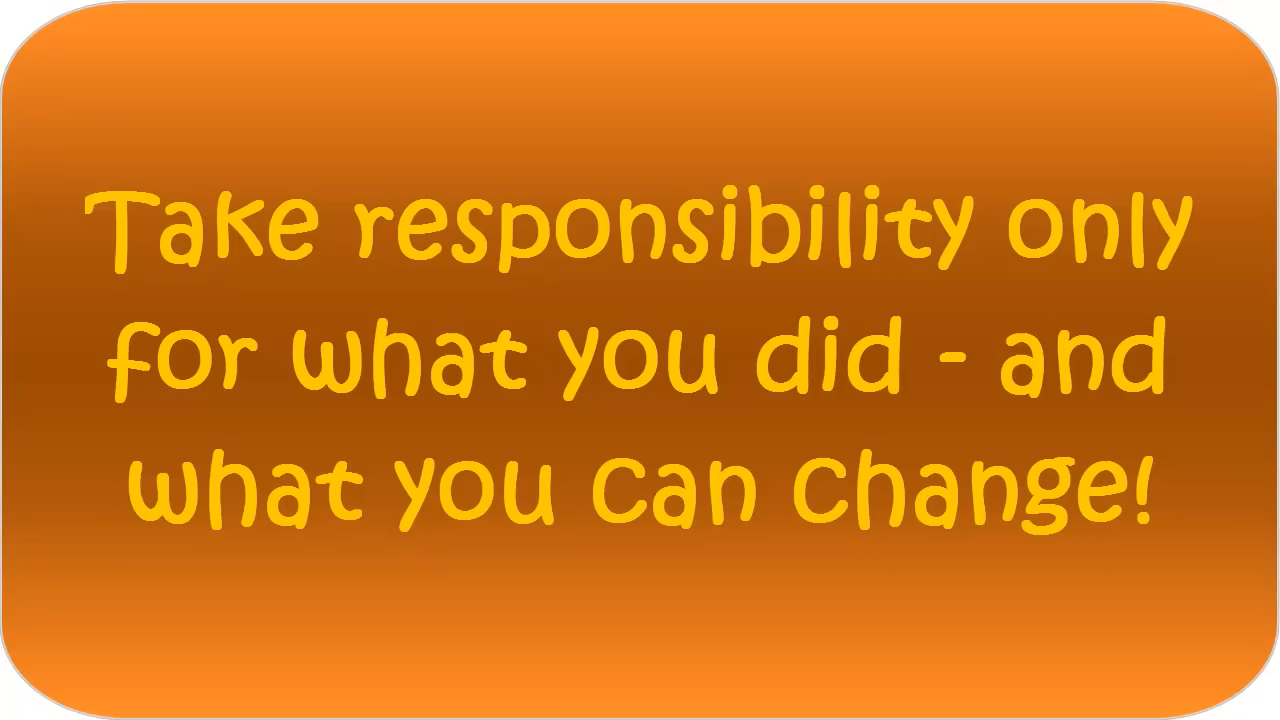 Take responsibility only
for what you did - and
what you can change!